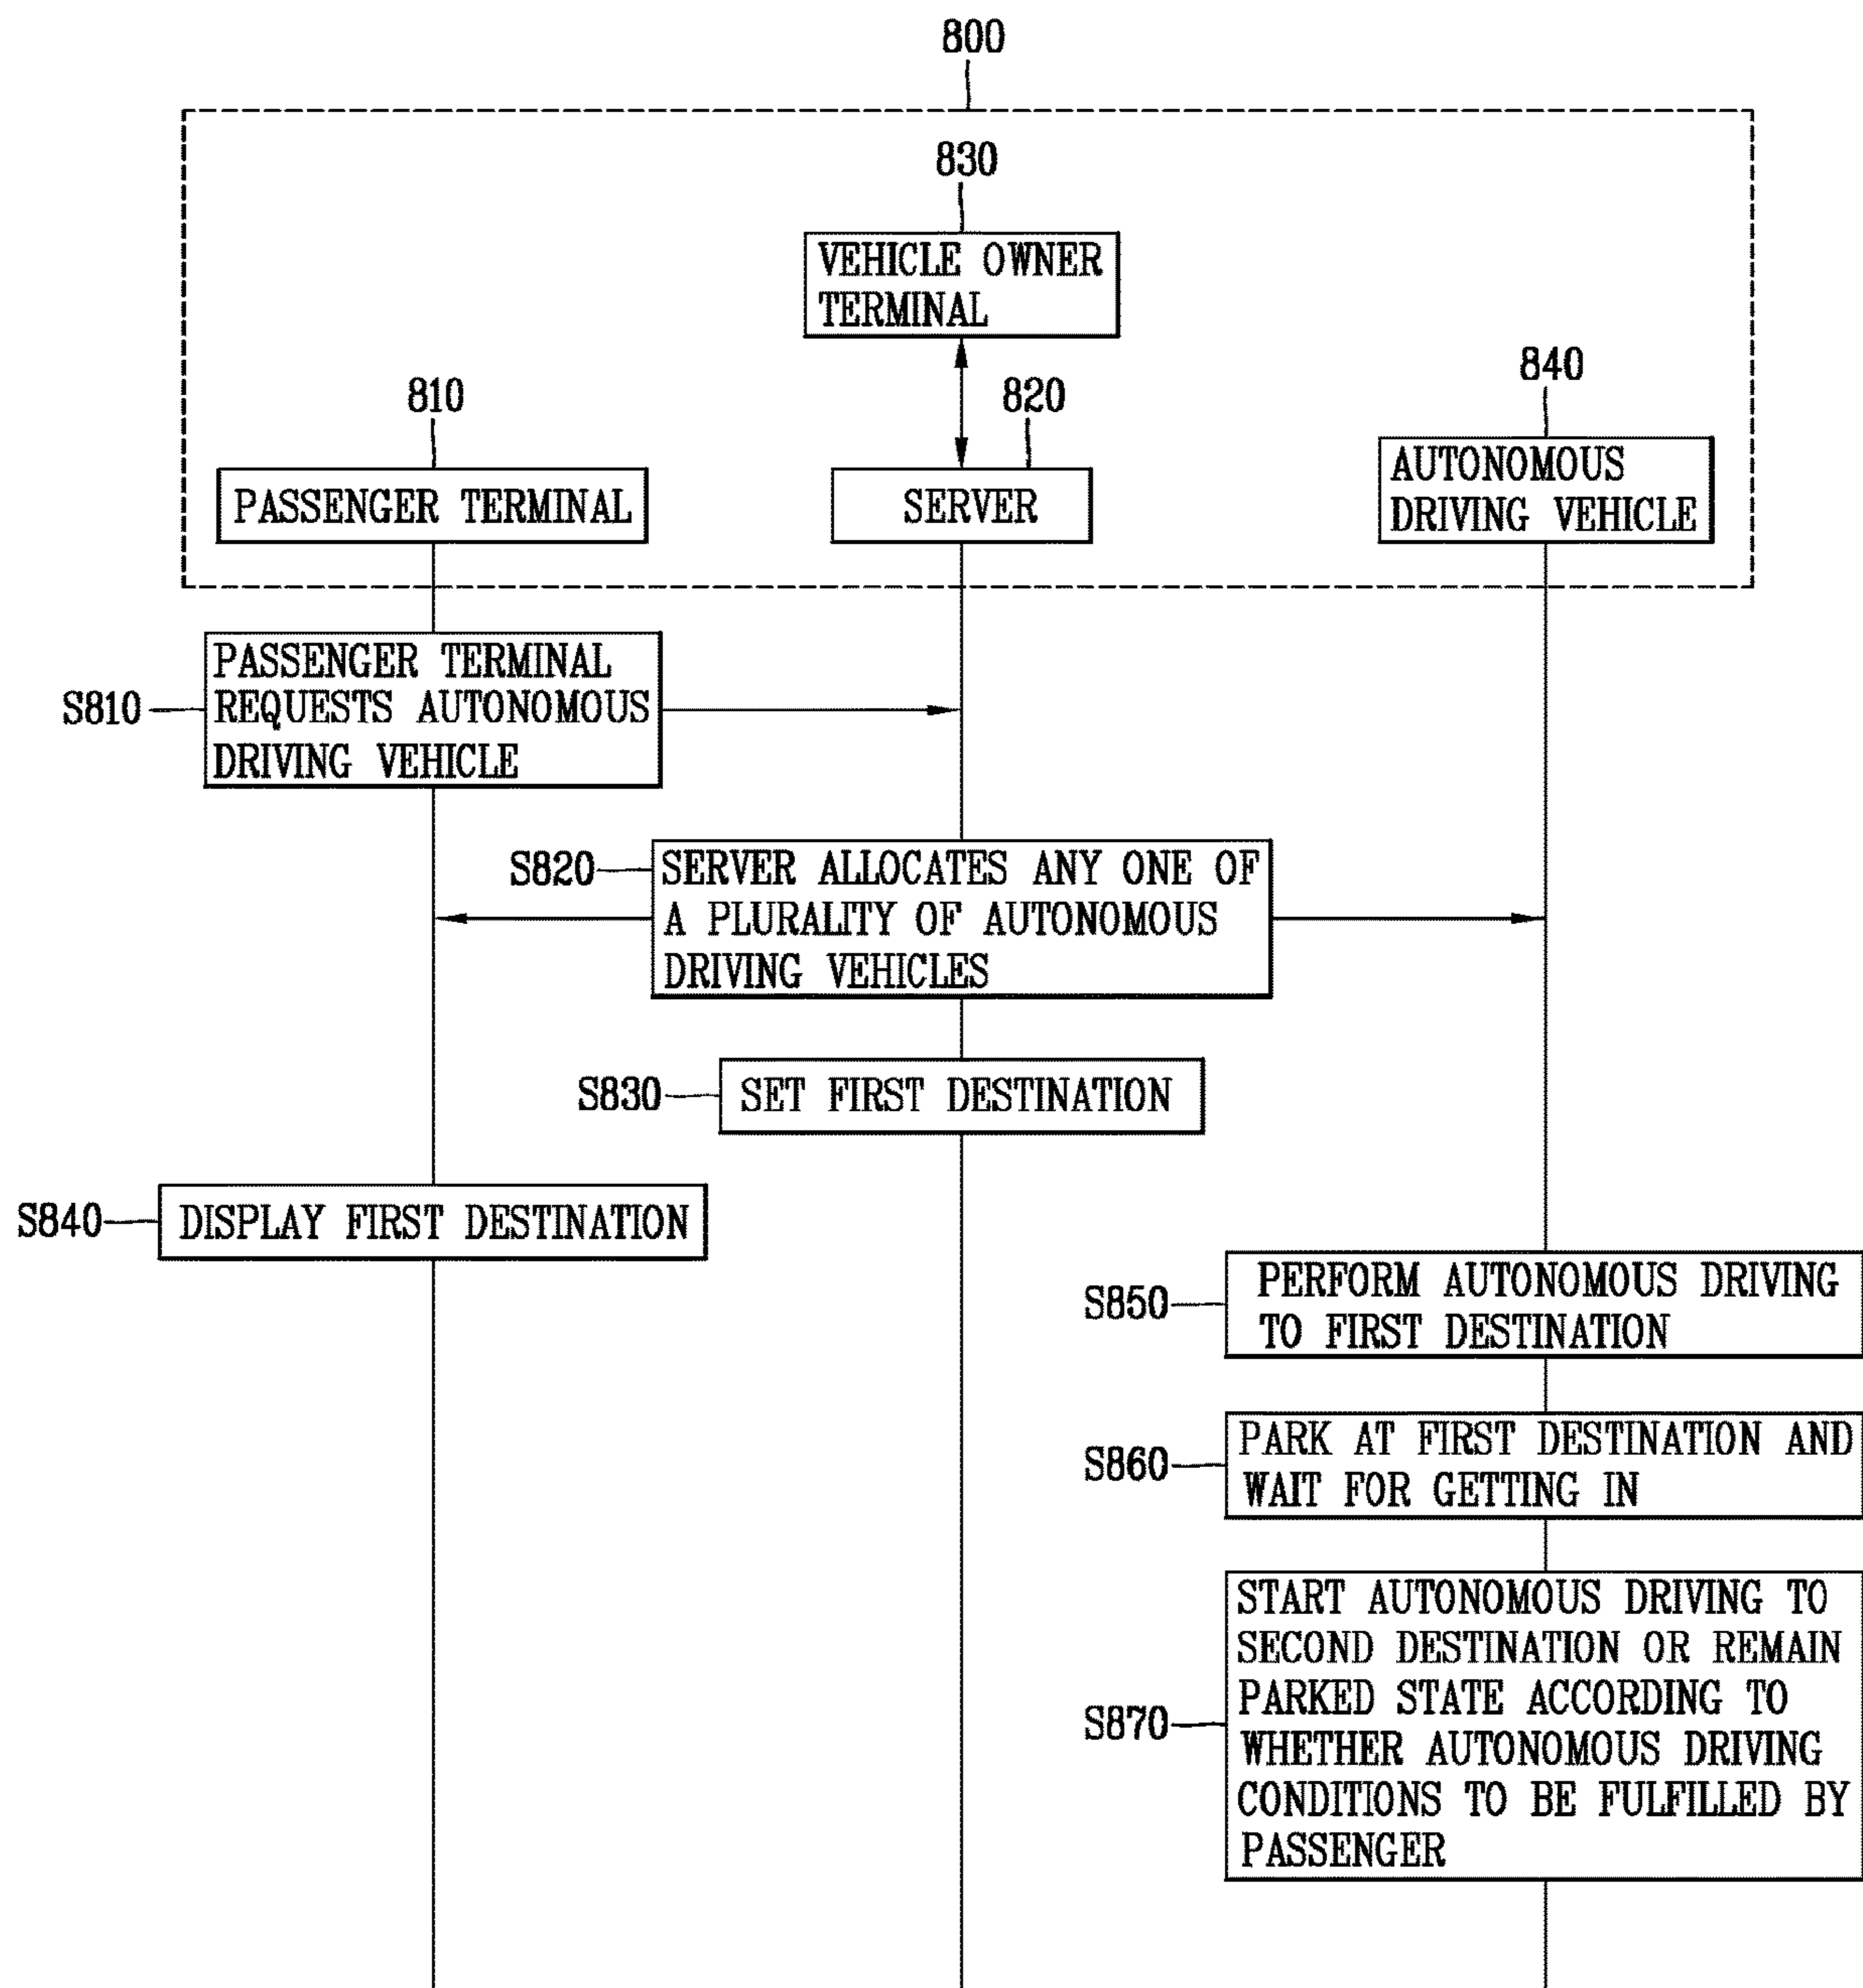 800
830
VEHICLE OWNER
TERMINAL
810
820
840
PASSENGER TERMINAL
SERVER
AUTONOMOUS
DRIVING VEHICLE
S810
PASSENGER TERMINAL
REQUESTS AUTONOMOUS
DRIVING VEHICLE
S820
SERVER ALLOCATES ANY ONE OF
A PLURALITY OF AUTONOMOUS
DRIVING VEHICLES
S830
SET FIRST DESTINATION
S840
DISPLAY FIRST DESTINATION
S850
PERFORM AUTONOMOUS DRIVING
TO FIRST DESTINATION
S860
PARK AT FIRST DESTINATION AND
WAIT FOR GETTING IN
S870
START AUTONOMOUS DRIVING TO
SECOND DESTINATION OR REMAIN
PARKED STATE ACCORDING TO
WHETHER AUTONOMOUS DRIVING
CONDITIONS TO BE FULFILLED BY
PASSENGER